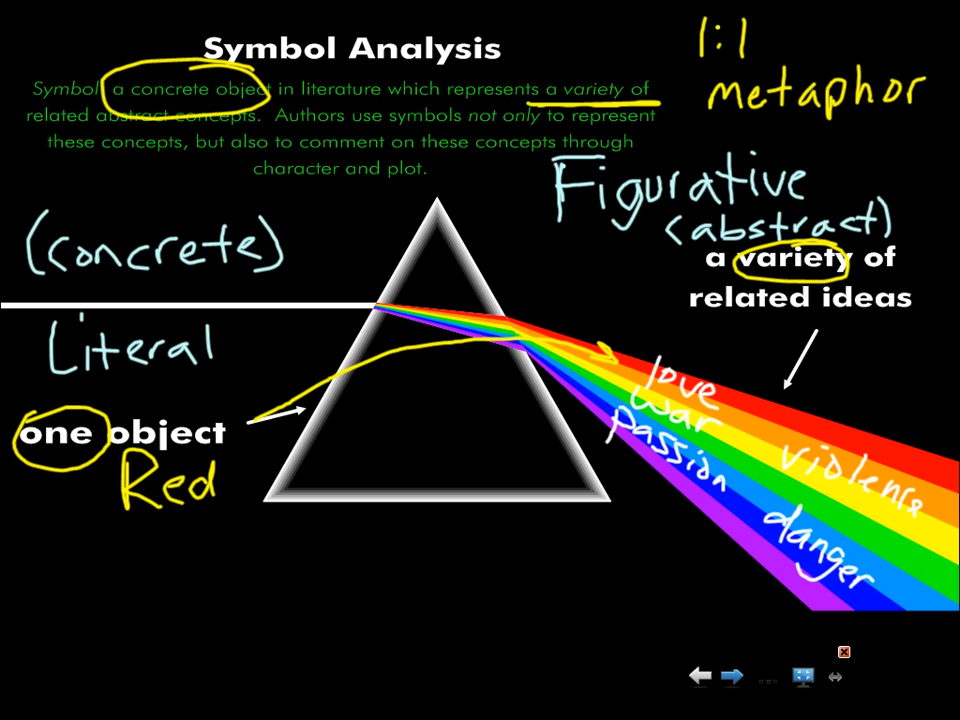 Symbol Analysis
1:1
metaphor
Symbol: a concrete object in literature which represents a variety of
related abstract concepts. Authors use symbols not only to represent
these concepts, but also to comment on these concepts through
character and plot.
Figurative
(abstract)
(concrete)
a variety of
related ideas
Literal
one object
Red
love
war
passion
violence
danger